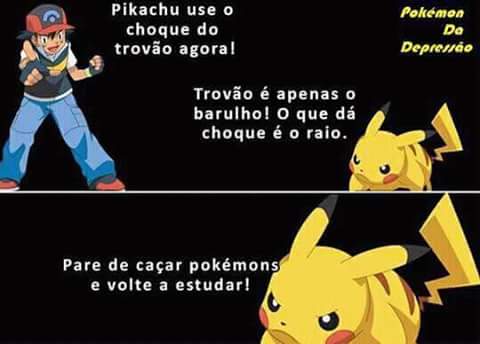 Pikachu use o
choque do
trovão agora!
Pokémon
Da
Depressão
Trovão é apenas o
barulho! O que dá
choque é o raio.
Pare de caçar pokémons
e volte a estudar!